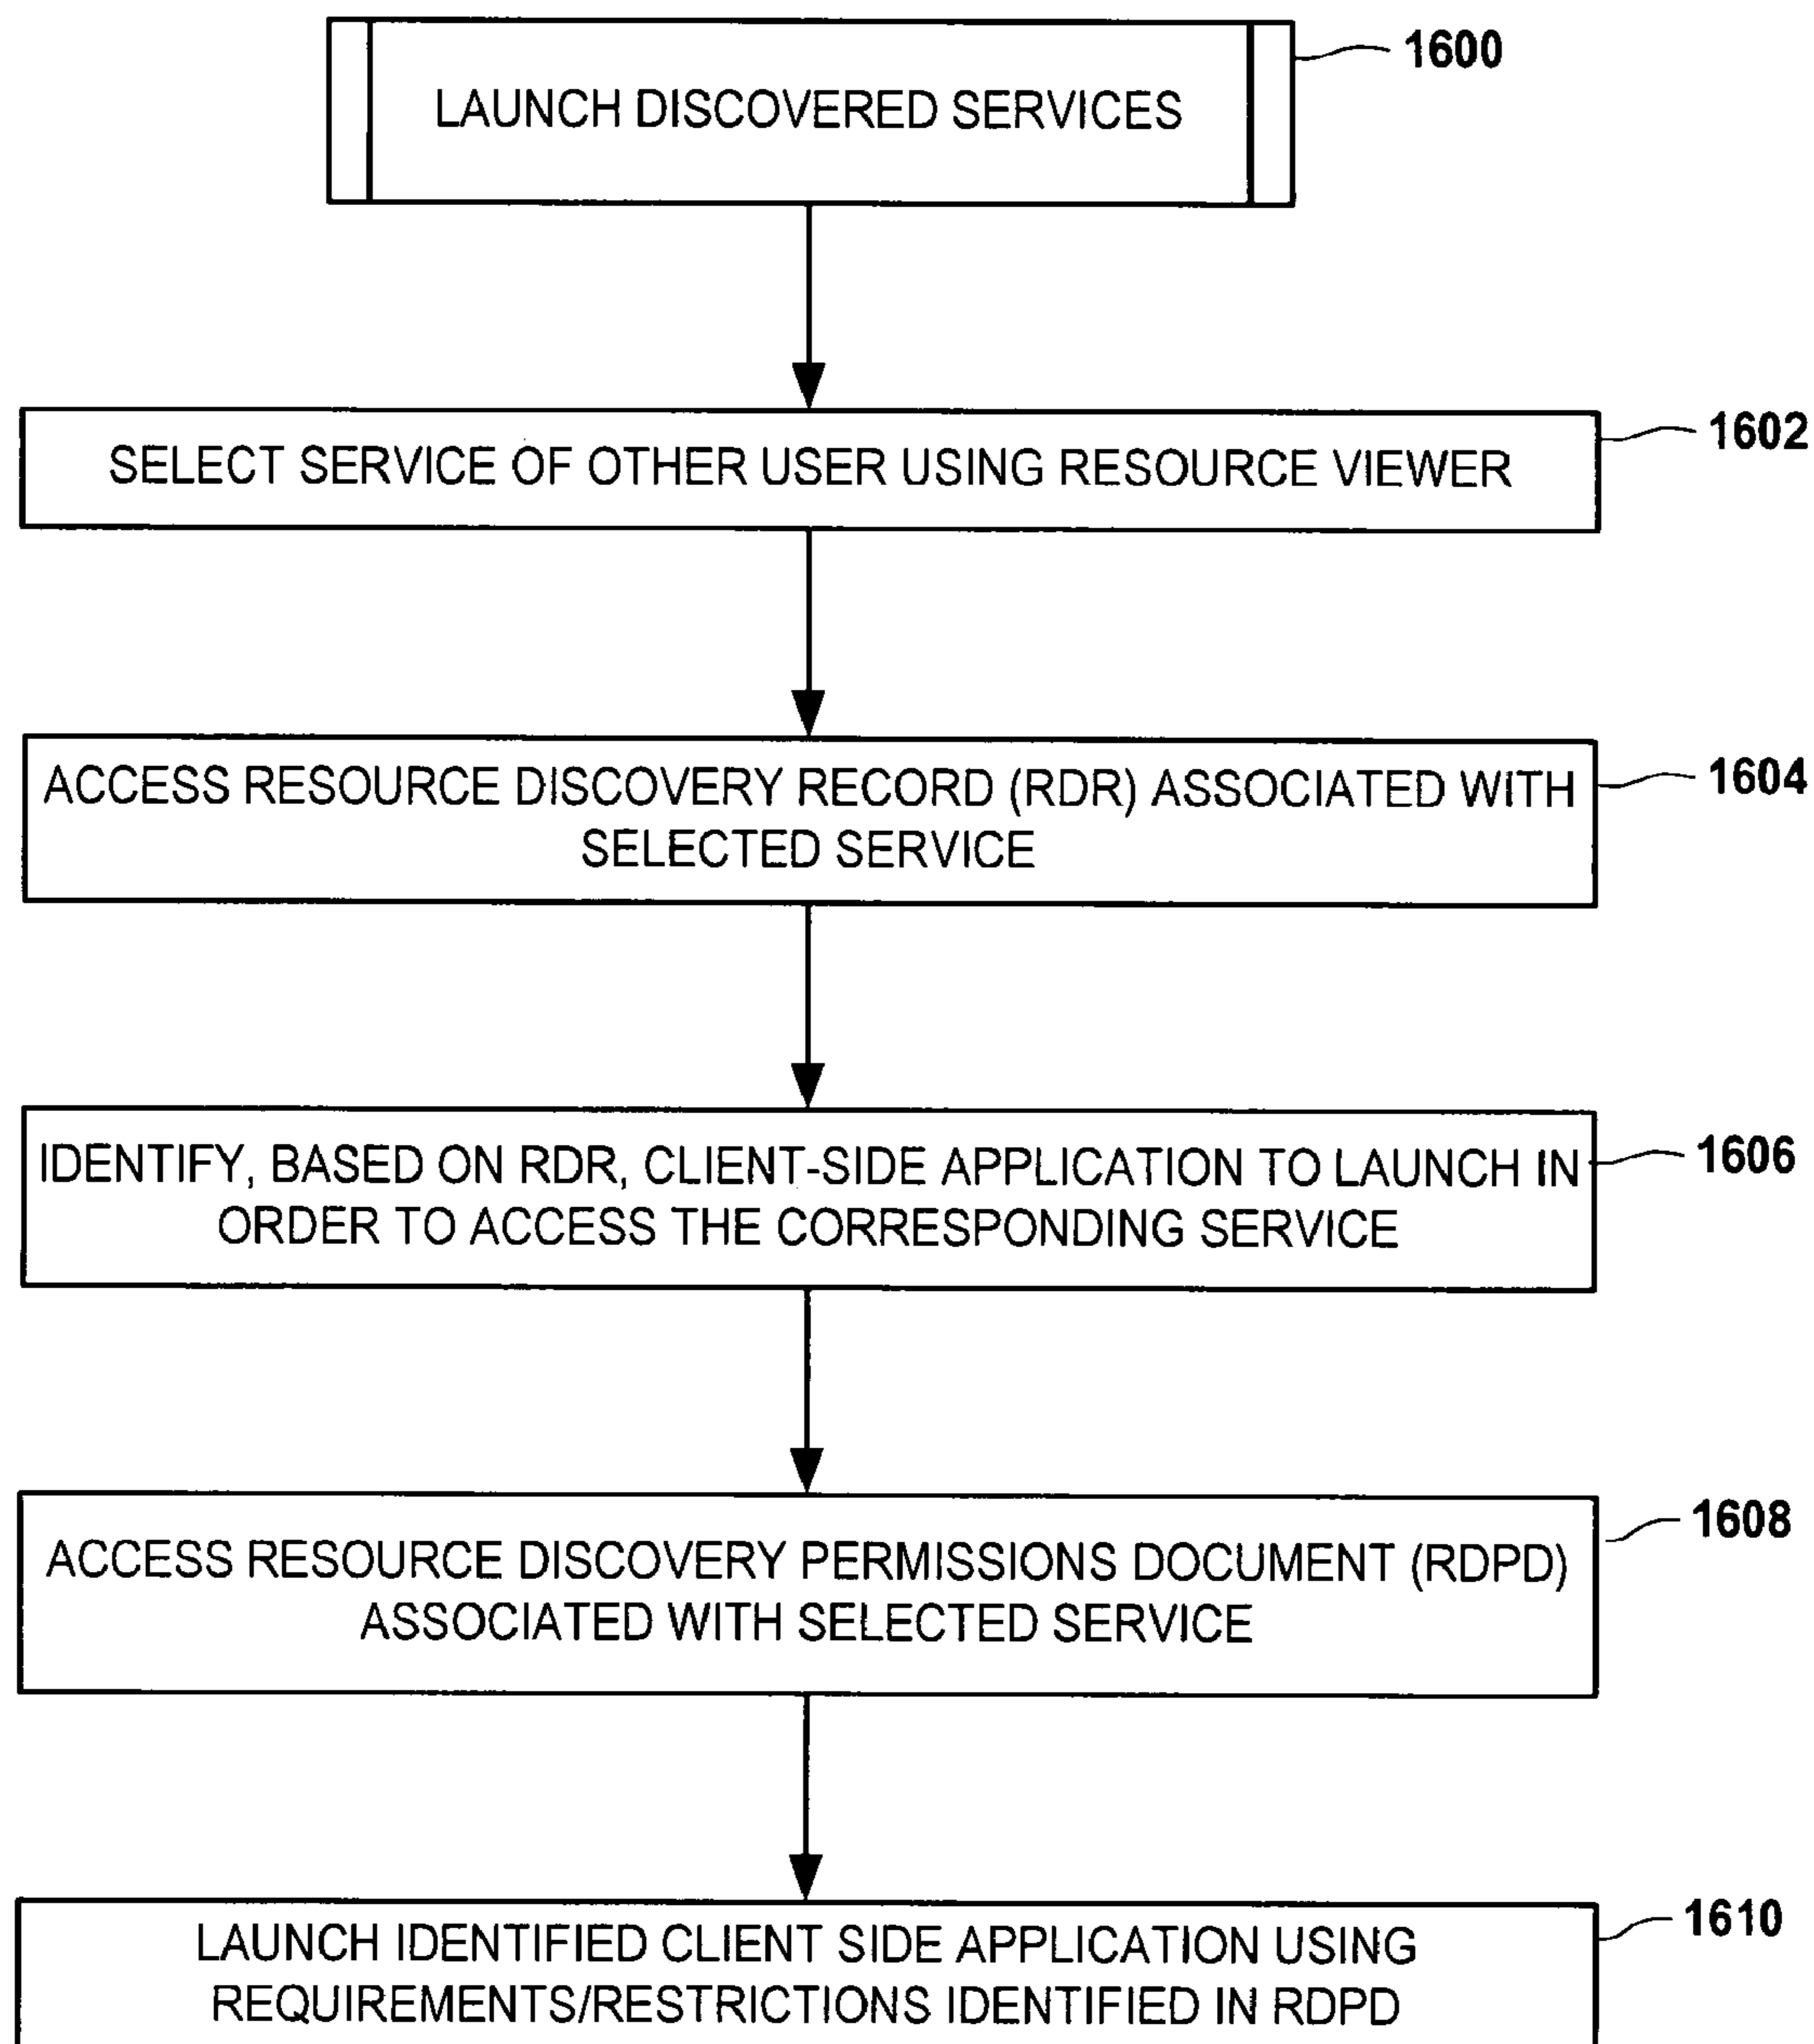 1600
LAUNCH DISCOVERED SERVICES
1602
SELECT SERVICE OF OTHER USER USING RESOURCE VIEWER
1604
ACCESS RESOURCE DISCOVERY RECORD (RDR) ASSOCIATED WITH
SELECTED SERVICE
1606
IDENTIFY, BASED ON RDR, CLIENT-SIDE APPLICATION TO LAUNCH IN
ORDER TO ACCESS THE CORRESPONDING SERVICE
1608
ACCESS RESOURCE DISCOVERY PERMISSIONS DOCUMENT (RDPD)
ASSOCIATED WITH SELECTED SERVICE
1610
LAUNCH IDENTIFIED CLIENT SIDE APPLICATION USING
REQUIREMENTS/RESTRICTIONS IDENTIFIED IN RDPD